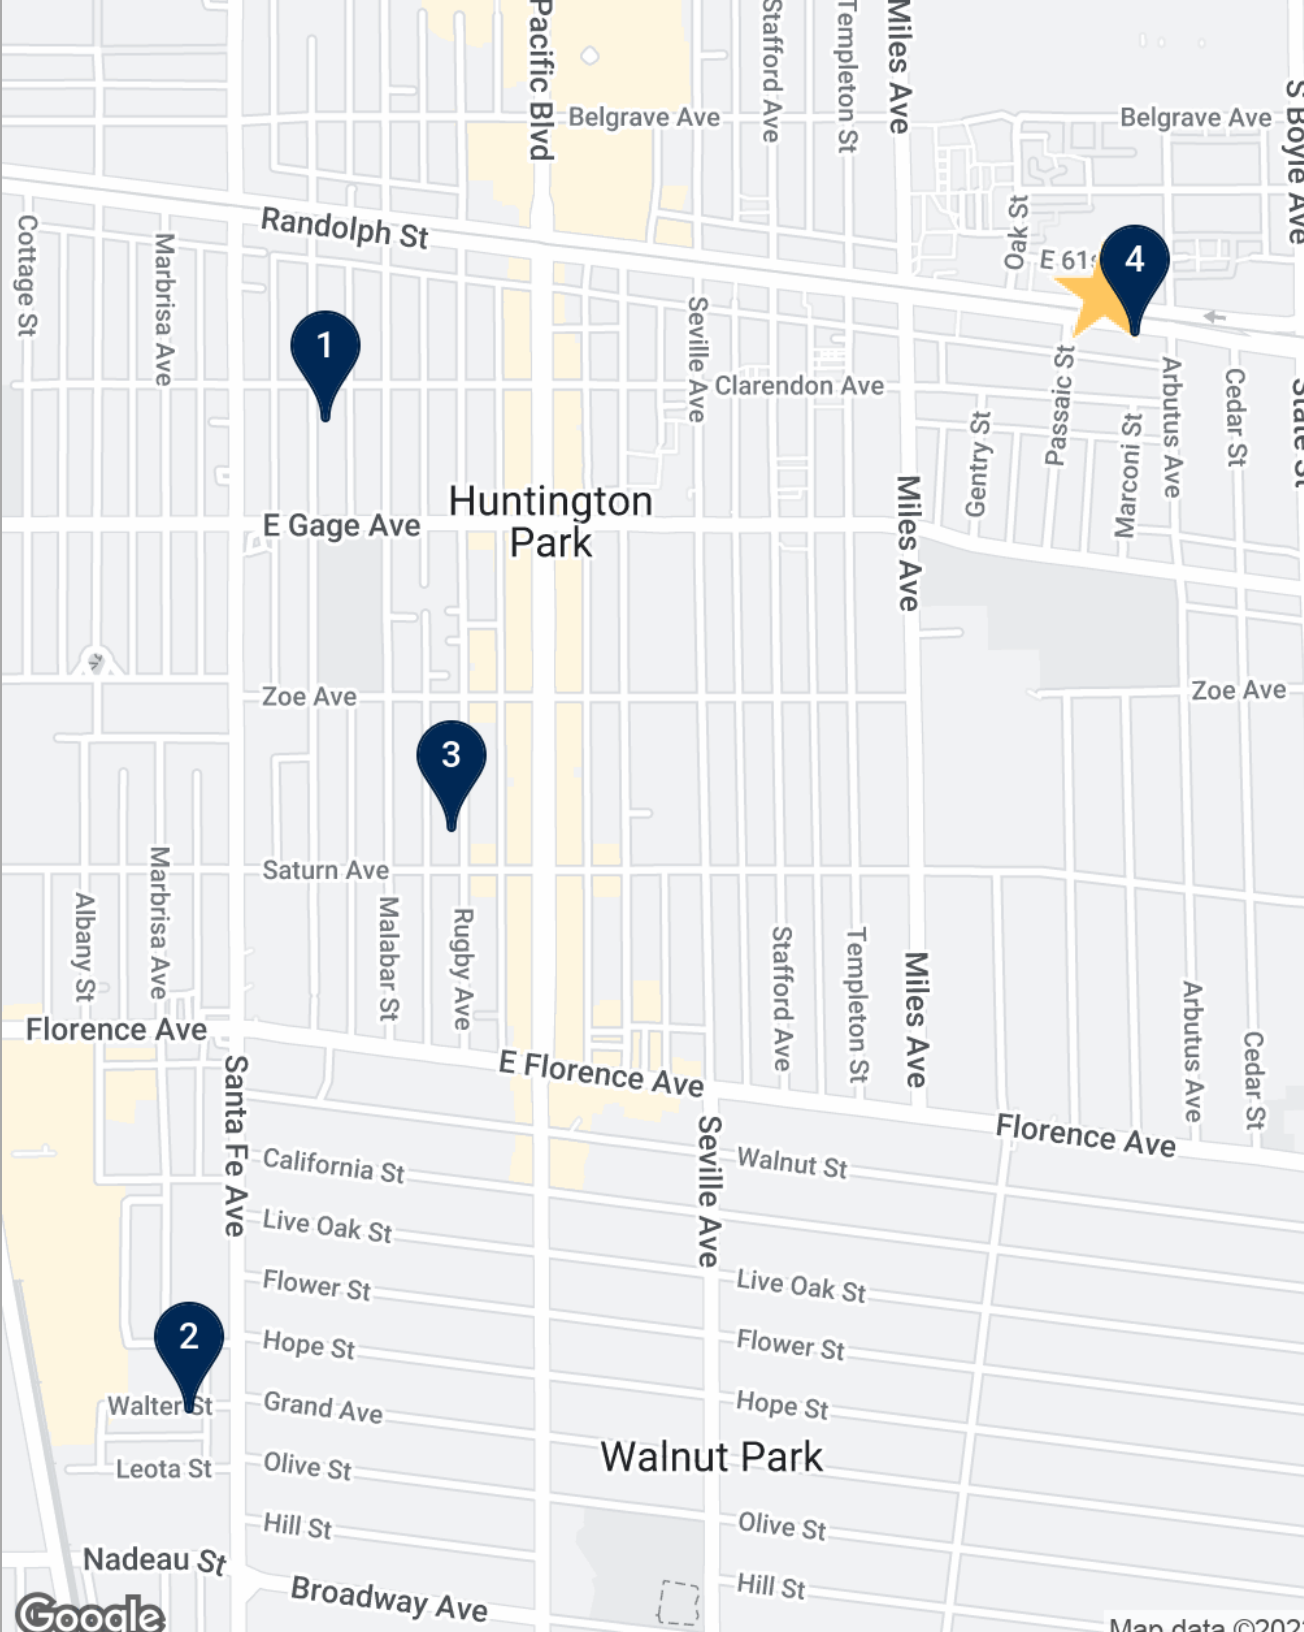 Pacific Blvd
Stafford Ave
Templeton St
Miles Ave
S Boyle Ave
Belgrave Ave
Belgrave Ave
Cottage St
Marbrisa Ave
Randolph St
Oak St
E 61s
4
1
Seville Ave
Clarendon Ave
Passaic St
Gentry St
Marconi St
Arbutus Ave
Cedar St
State St
Huntington
Park
E Gage Ave
Miles Ave
Zoe Ave
Zoe Ave
3
Saturn Ave
Albany St
Marbrisa Ave
Malabar St
Rugby Ave
Stafford Ave
Templeton St
Miles Ave
Arbutus Ave
Cedar St
Florence Ave
E Florence Ave
Florence Ave
Santa Fe Ave
Seville Ave
California St
Walnut St
Live Oak St
Live Oak St
Flower St
Flower St
2
Hope St
Hope St
Walter St
Grand Ave
Walnut Park
Leota St
Olive St
Olive St
Hill St
Hill St
Nadeau St
Broadway Ave
Google
Map data ©202